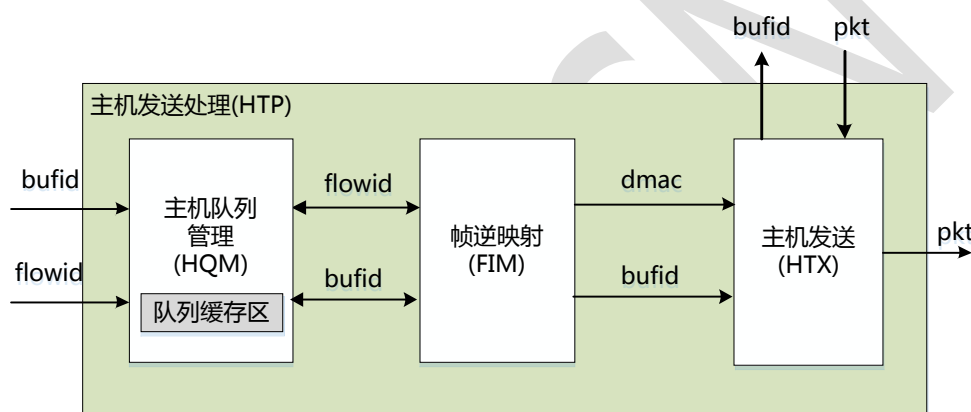 bufid
pkt
主机发送处理(HTP)
bufid
flowid
主机队列
管理
(HQM)
队列缓存区
flowid
bufid
帧逆映射
(FIM)
dmac
bufid
主机发送
(HTX)
pkt